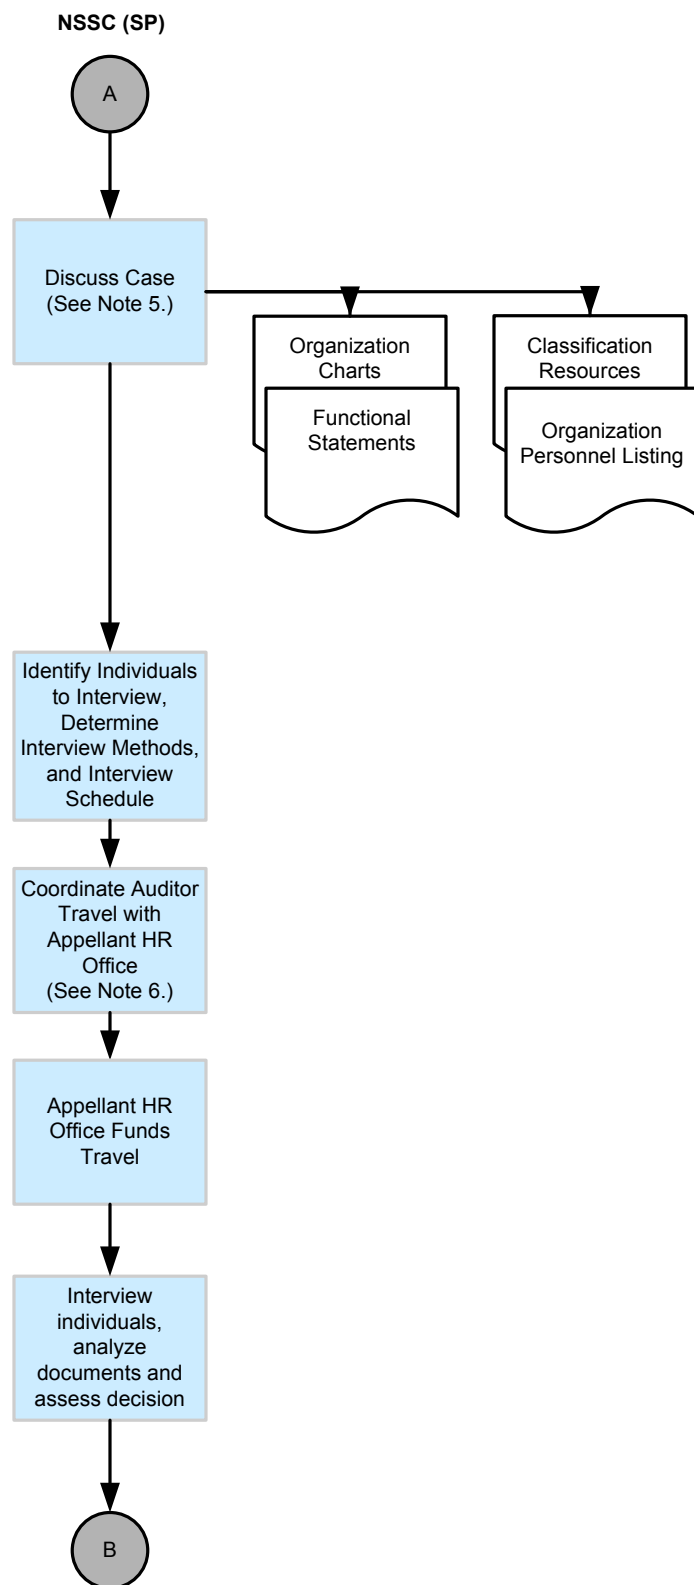 NSSC (SP)
A
Discuss Case
(See Note 5.)
Organization
Charts
Functional
Statements
Classification
Resources
Organization
Personnel Listing
Identify Individuals
to Interview,
Determine
Interview Methods,
and Interview
Schedule
Coordinate Auditor
Travel with
Appellant HR
Office
(See Note 6.)
Appellant HR
Office Funds
Travel
Interview
individuals,
analyze
documents and
assess decision
B